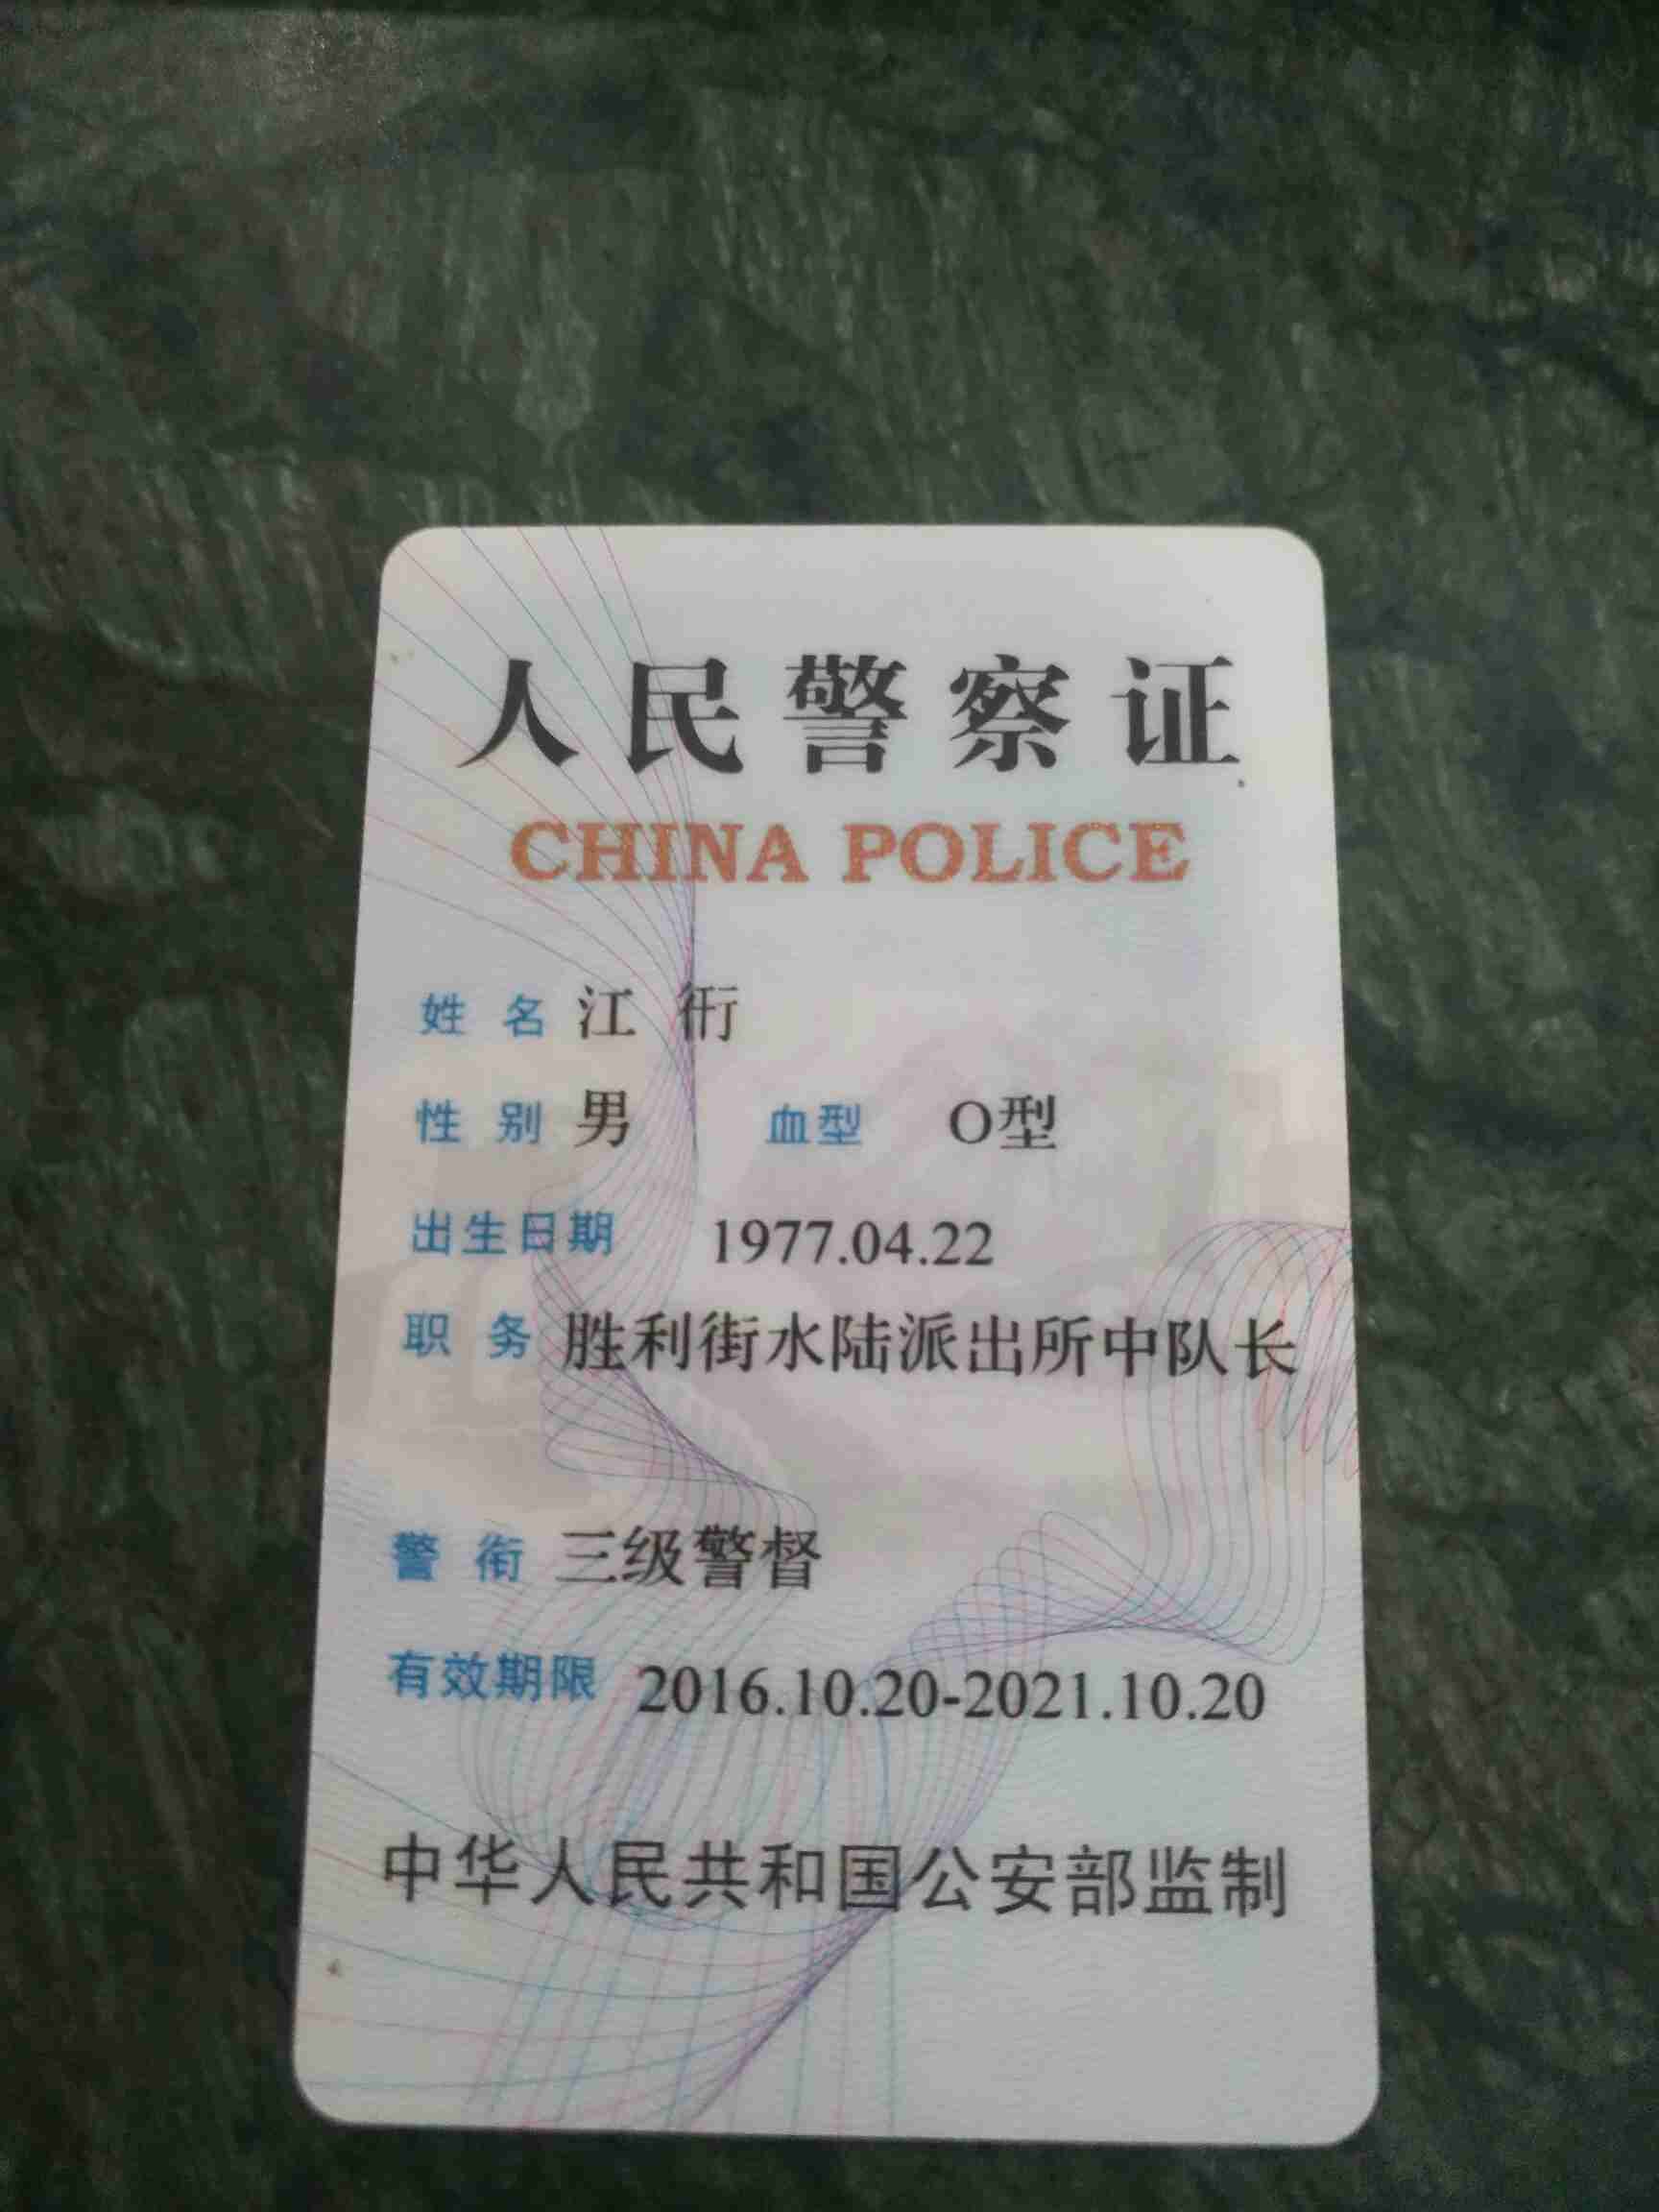 人民警察证
CHINA POLICE
姓 名 江 衎
性 别 男 血型 O型
出生日期 1977.04.22
职 务 胜利街水陆派出所中队长
警 衔 三级警督
有效期限 2016.10.20-2021.10.20
中华人民共和国公安部监制